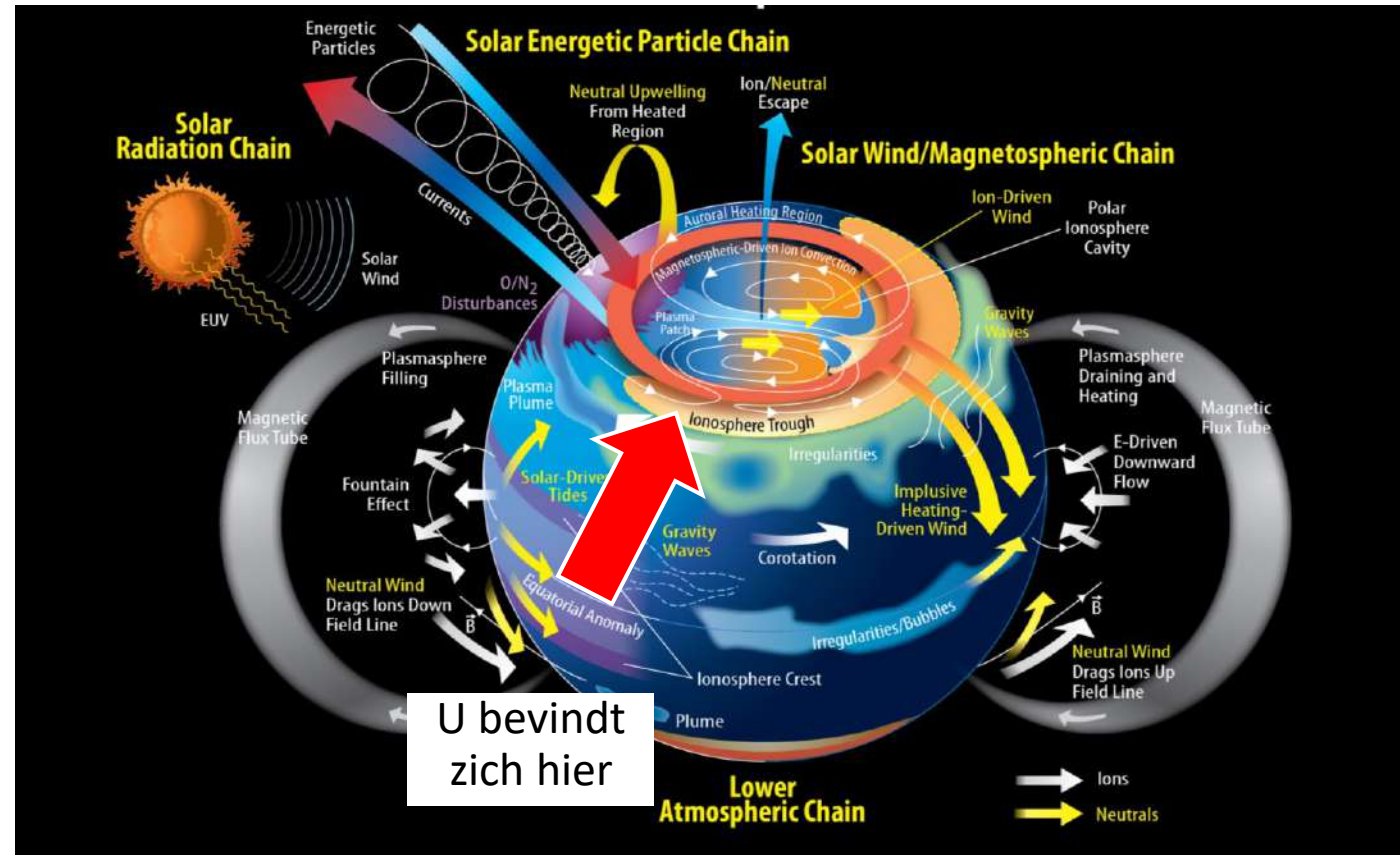 Energetic
Particles
Solar Energetic Particle Chain
Neutral Upwelling
From Heated
Region
Ion/Neutral
Escape
Solar
Radiation Chain
Solar Wind/Magnetospheric Chain
Currents
Ion-Driven
Wind
Polar
Ionosphere
Cavity
Auroral Heating Region
Magnetospheric-Driven Ion Convection
Solar
Wind
O/N2
Disturbances
EUV
Plasma
Patch
Gravity
Waves
Plasmasphere
Filling
Plasmasphere
Draining and
Heating
Plasma
Plume
Magnetic
Flux Tube
Magnetic
Flux Tube
Ionosphere Trough
Irregularities
E-Driven
Downward
Flow
Fountain
Effect
Solar-Drive
Tides
Implusive
Heating-
Driven Wind
Gravity
Waves
Corotation
Neutral Wind
Drags Ions Down
Field Line
B
Equatorial Anomaly
Irregularities/Bubbles
B
Neutral Wind
Drags Ions Up
Field Line
Ionosphere Crest
Plume
U bevindt
zich hier
Lower
Atmospheric Chain
Ions
Neutrals